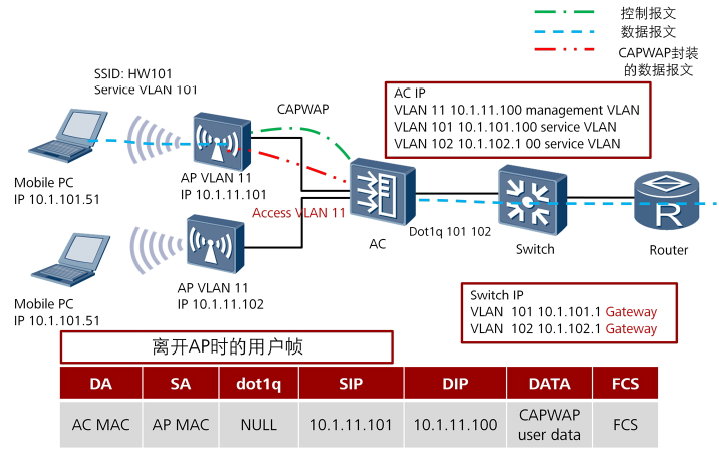 控制报文
数据报文
CAPWAP封装
的数据报文
SSID: HW101
Service VLAN 101
CAPWAP
AC IP
VLAN 11 10.1.11.100 management VLAN
VLAN 101 10.1.101.100 service VLAN
VLAN 102 10.1.102.1 00 service VLAN
Mobile PC
IP 10.1.101.51
AP VLAN 11
IP 10.1.11.101
Access VLAN 11
AC
Dot1q 101 102
Switch
R
Router
Mobile PC
IP 10.1.101.51
AP VLAN 11
IP 10.1.11.102
Switch IP
VLAN 101 10.1.101.1 Gateway
VLAN 102 10.1.102.1 Gateway
离开AP时的用户帧
DA SA dot1q SIP DIP DATA FCS
AC MAC AP MAC NULL 10.1.11.101 10.1.11.100 CAPWAP user data FCS